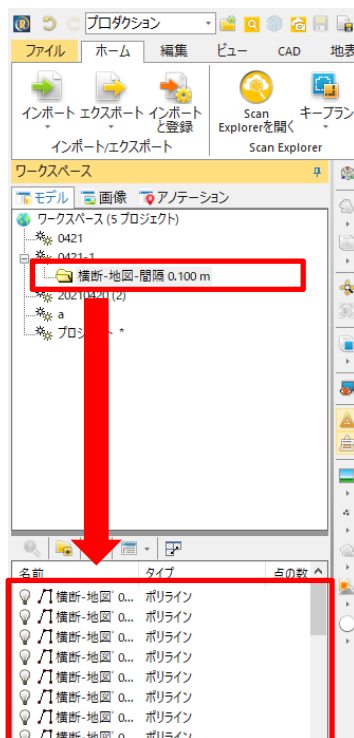 プロダクション
ファイル ホーム 編集 ビュー CAD 地表
インポート エクスポート インポートと登録 Scan Explorerを開く キープラン
インポート/エクスポート Scan Explorer
ワークスペース
モデル 画像 アノテーション
ワークスペース (5 プロジェクト)
0421
0421-1
横断-地図-間隔 0.100 m
20210420 (2)
a
名前 タイプ 点の数
横断-地図 0... ポリライン
横断-地図 0... ポリライン
横断-地図 0... ポリライン
横断-地図 0... ポリライン
横断-地図 0... ポリライン
横断-地図 0... ポリライン
横断-地図 0... ポリライン